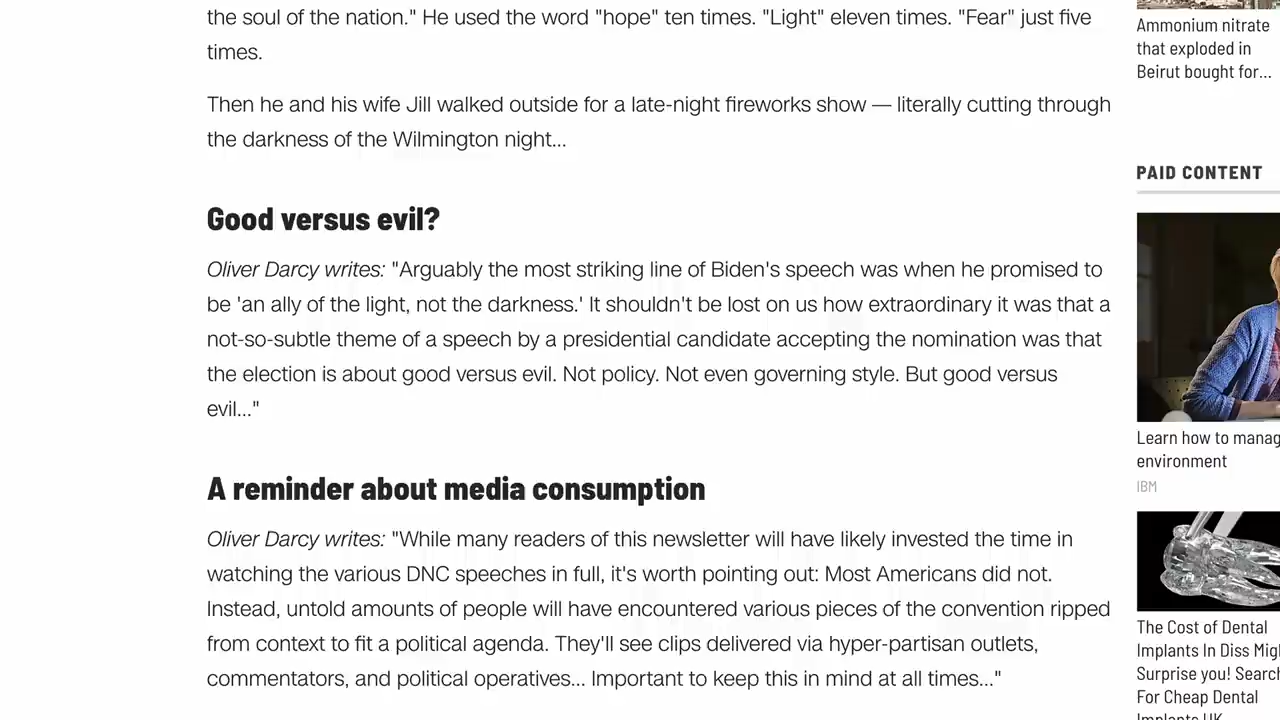 the soul of the nation." He used the word "hope" ten times. "Light" eleven times. "Fear" just five
times.
Then he and his wife Jill walked outside for a late-night fireworks show — literally cutting through
the darkness of the Wilmington night...
Good versus evil?
Oliver Darcy writes: "Arguably the most striking line of Biden's speech was when he promised to
be 'an ally of the light, not the darkness.' It shouldn't be lost on us how extraordinary it was that a
not-so-subtle theme of a speech by a presidential candidate accepting the nomination was that
the election is about good versus evil. Not policy. Not even governing style. But good versus
evil..."
A reminder about media consumption
Oliver Darcy writes: "While many readers of this newsletter will have likely invested the time in
watching the various DNC speeches in full, it's worth pointing out: Most Americans did not.
Instead, untold amounts of people will have encountered various pieces of the convention ripped
from context to fit a political agenda. They'll see clips delivered via hyper-partisan outlets,
commentators, and political operatives... Important to keep this in mind at all times..."
Ammonium nitrate
that exploded in
Beirut bought for...
PAID CONTENT
Learn how to manag
environment
IBM
The Cost of Dental
Implants In Diss Mig
Surprise you! Search
For Cheap Dental
Implants UK